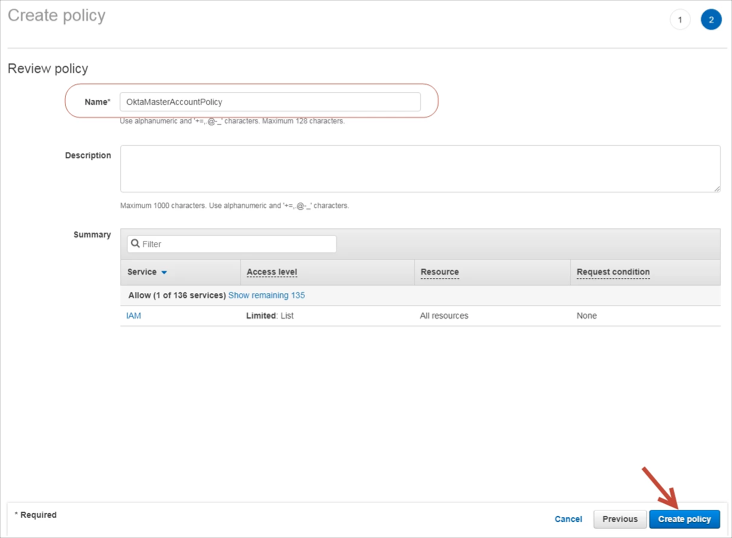 Create policy
1 2
Review policy
Name* OktaMasterAccountPolicy
Use alphanumeric and '+=,.@-_' characters. Maximum 128 characters.
Description
Maximum 1000 characters. Use alphanumeric and '+=,.@-_' characters.
Summary Filter
Service Access level Resource Request condition
Allow (1 of 136 services) Show remaining 135
IAM Limited: List All resources None
* Required Cancel Previous Create policy